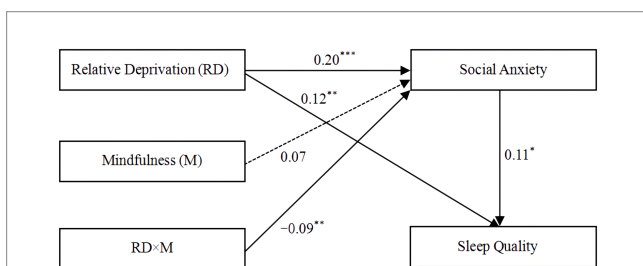 Relative Deprivation (RD)
0.20***
Social Anxiety
0.12**
Mindfulness (M)
0.07
0.11*
−0.09**
RD×M
Sleep Quality